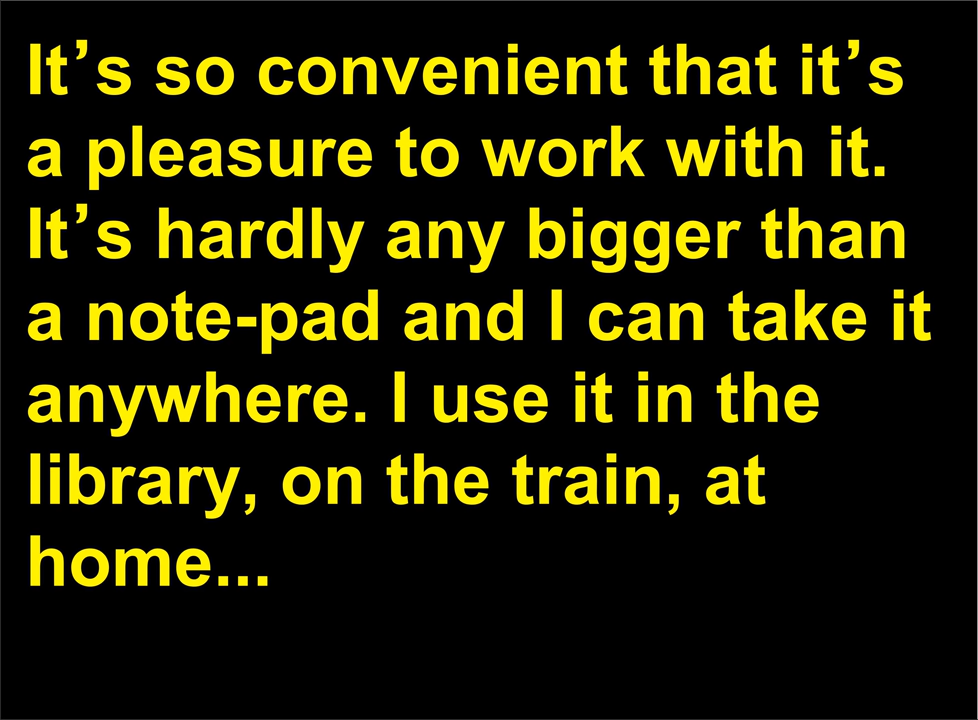 It’s so convenient that it’s
a pleasure to work with it.
It’s hardly any bigger than
a note-pad and I can take it
anywhere. I use it in the
library, on the train, at
home...